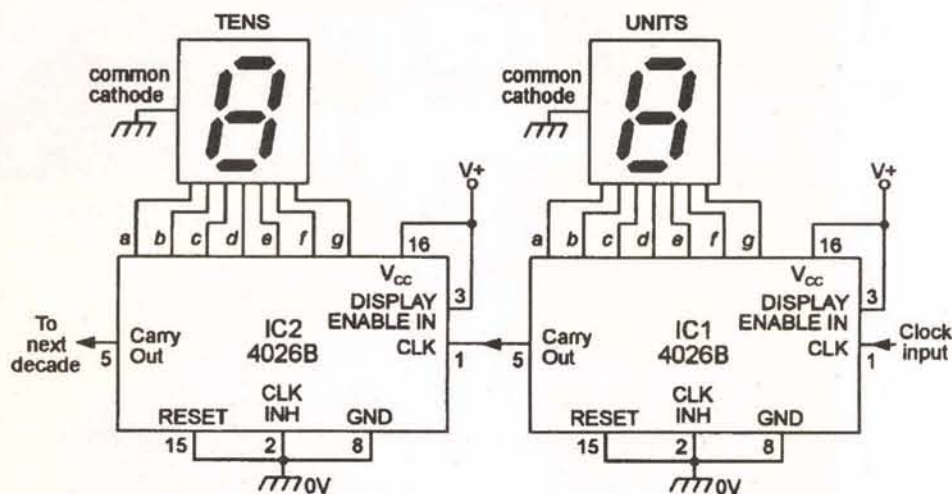 TENS
UNITS
common
cathode
common
cathode
V+
V+
a b c d e f g
16
a b c d e f g
16
VCC
3
DISPLAY
ENABLE IN
IC2
4026B
CLK
1
Carry
Out
5
To
next
decade
CLK
INH
RESET
GND
15
2
8
0V
VCC
3
DISPLAY
ENABLE IN
IC1
4026B
CLK
1
Clock
input
Carry
Out
5
CLK
INH
RESET
GND
15
2
8
0V